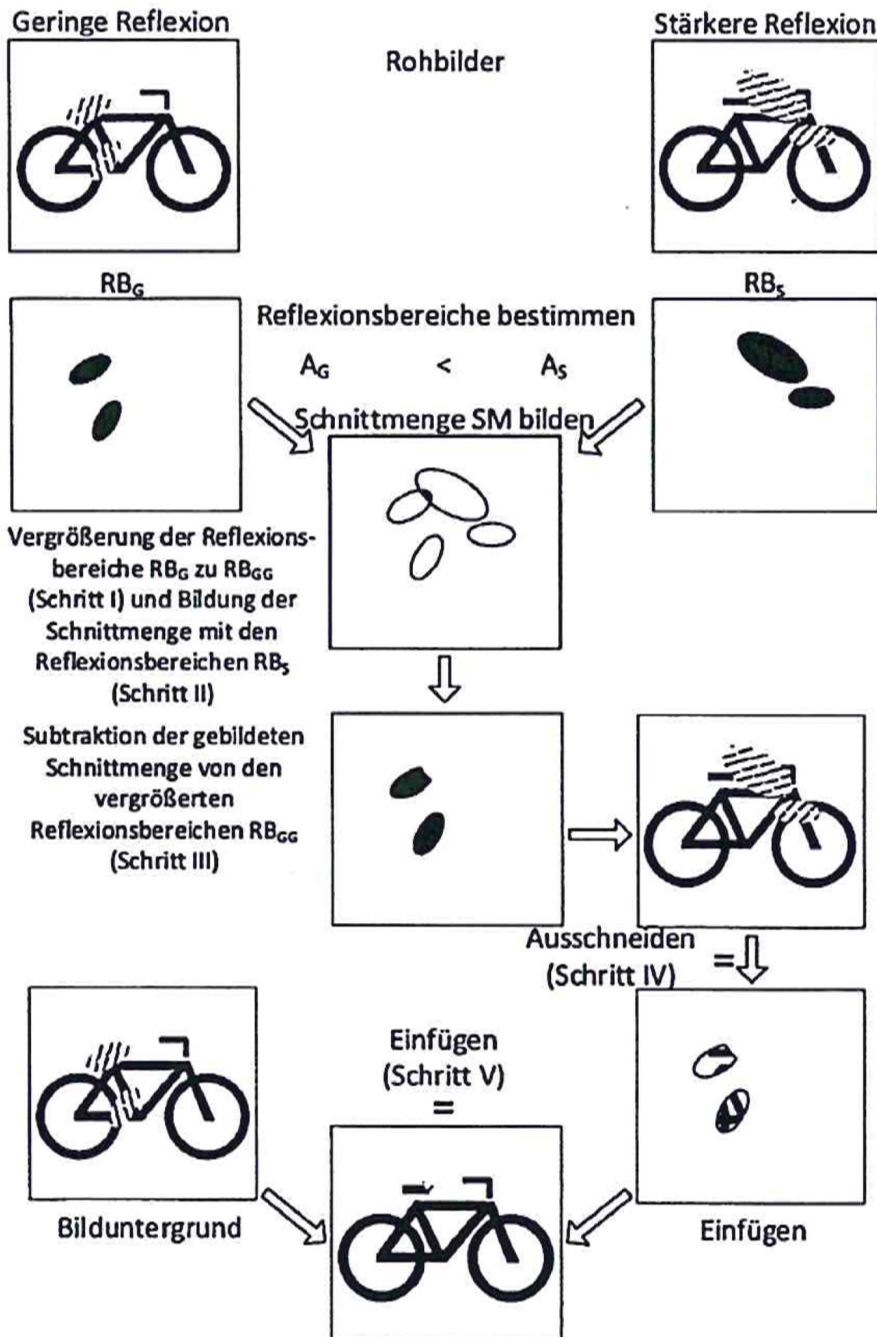 Geringe Reflexion
Stärkere Reflexion
Rohbilder
RB_G
RB_S
Reflexionsbereiche bestimmen
A_G < A_S
Schnittmenge SM bilden
Vergrößerung der Reflexions-
bereiche RB_G zu RB_GG
(Schritt I) und Bildung der
Schnittmenge mit den
Reflexionsbereichen RB_S
(Schritt II)
Subtraktion der gebildeten
Schnittmenge von den
vergrößerten
Reflexionsbereichen RB_GG
(Schritt III)
Ausschneiden
(Schritt IV)
=
Einfügen
(Schritt V)
=
Bilduntergrund
Einfügen